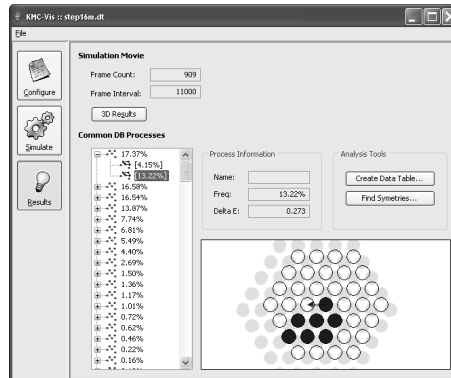 KMC-Vis :: step16m.dt
File
Configure
Simulate
Results
Simulation Movie
Frame Count: 909
Frame Interval: 11000
3D Results
Common DB Processes
17.37%
[4.15%]
[13.22%]
16.58%
16.54%
13.87%
7.74%
6.81%
5.49%
4.40%
2.69%
1.50%
1.36%
1.17%
1.01%
0.72%
0.62%
0.46%
0.22%
0.16%
Process Information
Name:
Freq: 13.22%
Delta E: 0.273
Analysis Tools
Create Data Table...
Find Symetries...